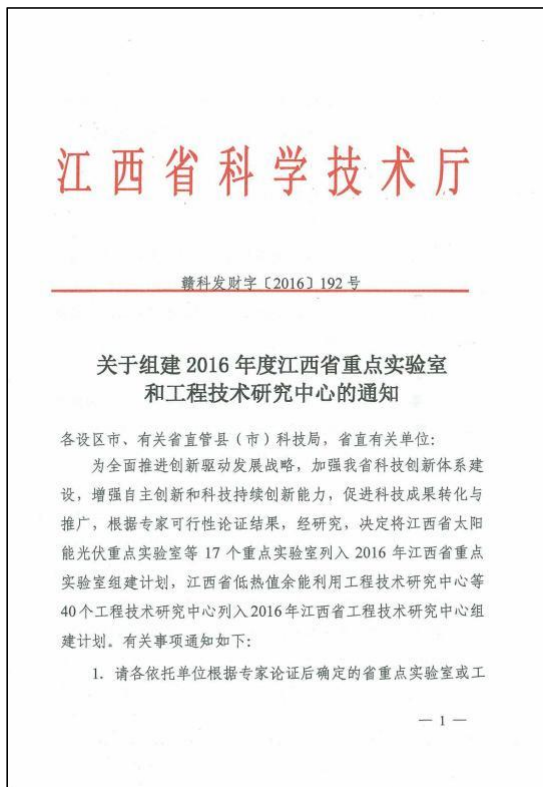 江西省科学技术厅
赣科发财字〔2016〕192号
关于组建 2016 年度江西省重点实验室
和工程技术研究中心的通知
各设区市、有关省直管县（市）科技局，省直有关单位：
为全面推进创新驱动发展战略，加强我省科技创新体系建
设，增强自主创新和科技持续创新能力，促进科技成果转化与
推广，根据专家可行性论证结果，经研究，决定将江西省太阳
能光伏重点实验室等 17 个重点实验室列入 2016 年江西省重点
实验室组建计划，江西省低热值余能利用工程技术研究中心等
40个工程技术研究中心列入2016年江西省工程技术研究中心组
建计划。有关事项通知如下：
1. 请各依托单位根据专家论证后确定的省重点实验室或工
— 1 —